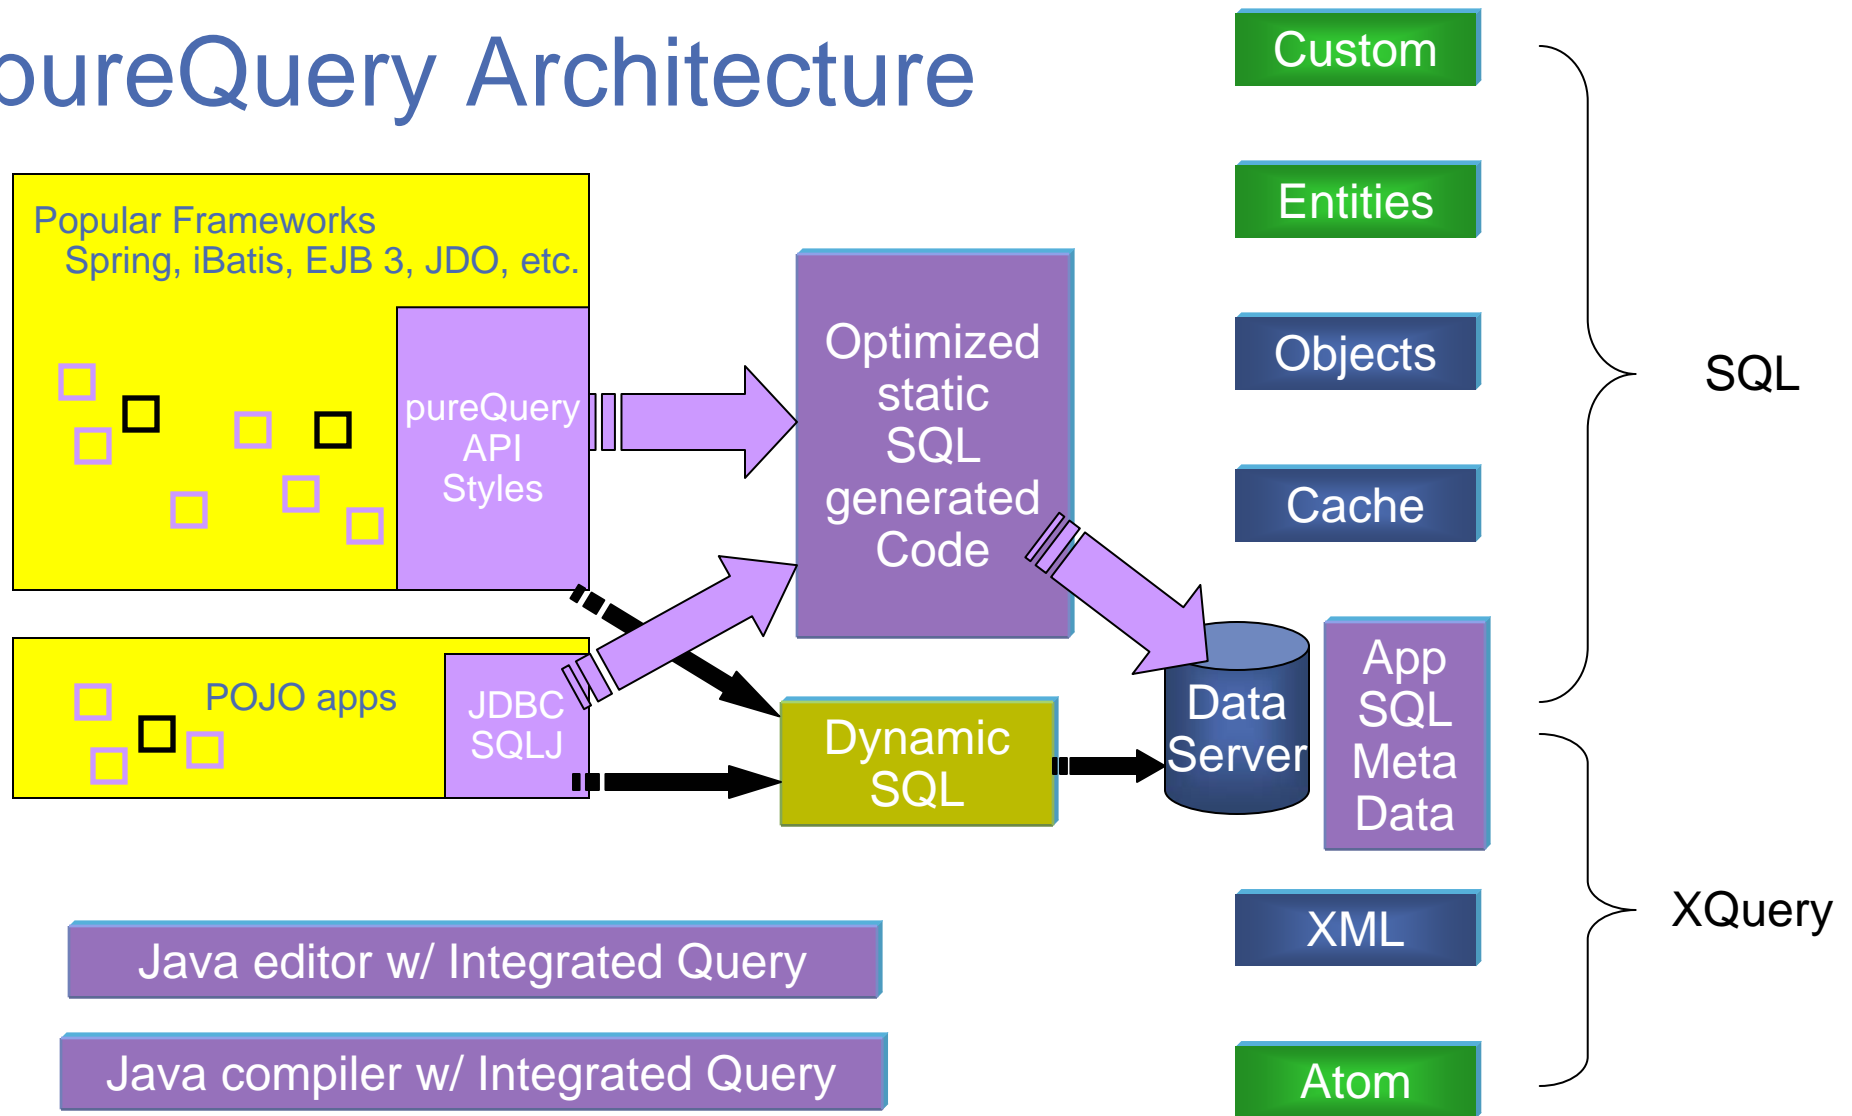 pureQuery Architecture
Popular Frameworks
Spring, iBatis, EJB 3, JDO, etc.
pureQuery
API
Styles
POJO apps
JDBC
SQLJ
Optimized
static
SQL
generated
Code
Dynamic
SQL
Data
Server
App
SQL
Meta
Data
Custom
Entities
Objects
Cache
XML
Atom
SQL
XQuery
Java editor w/ Integrated Query
Java compiler w/ Integrated Query